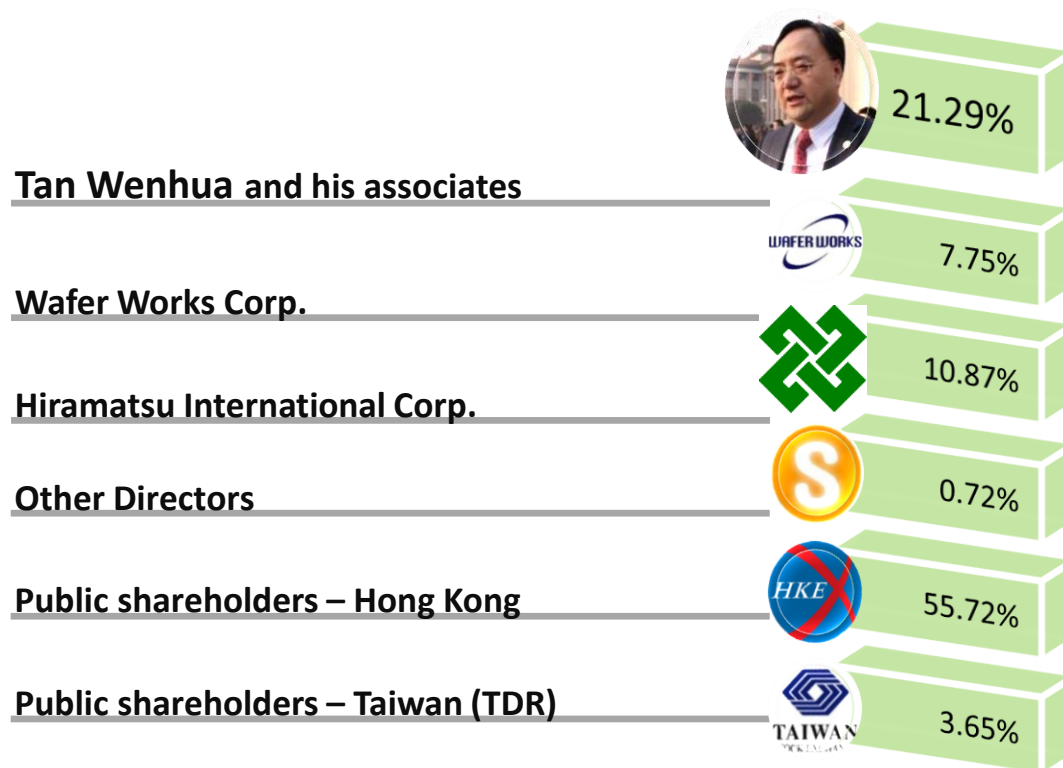 21.29%
Tan Wenhua and his associates
WAFER WORKS
7.75%
Wafer Works Corp.
10.87%
Hiramatsu International Corp.
S
0.72%
Other Directors
HKE
55.72%
Public shareholders – Hong Kong
Public shareholders – Taiwan (TDR)
TAIWAN
3.65%